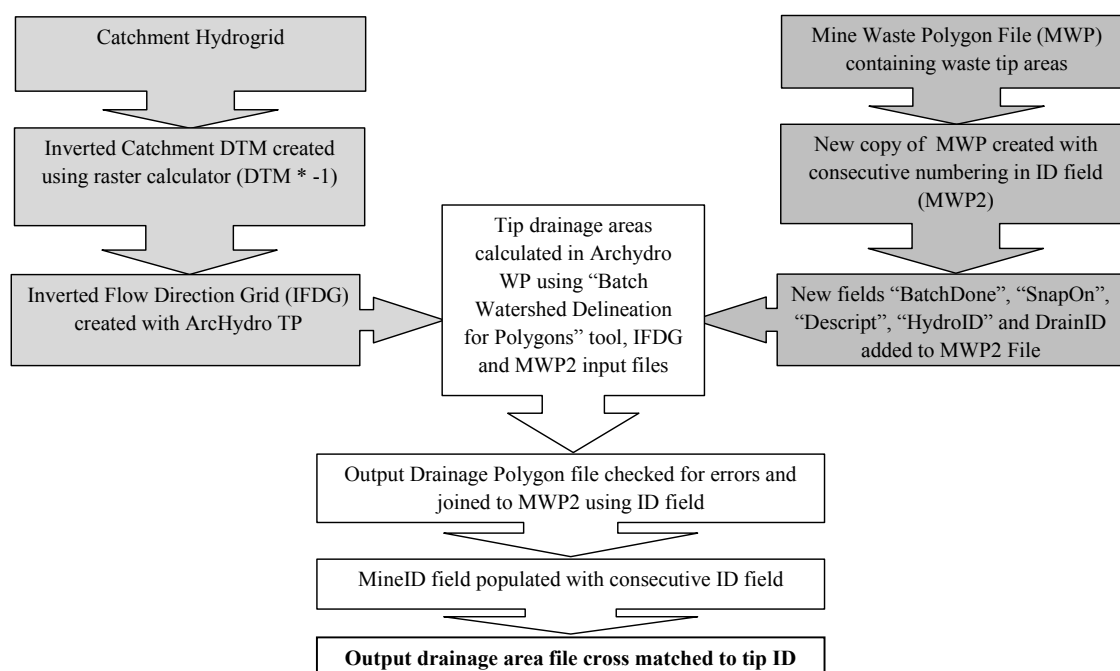 Catchment Hydrogrid
Inverted Catchment DTM created
using raster calculator (DTM * -1)
Inverted Flow Direction Grid (IFDG)
created with ArcHydro TP
Mine Waste Polygon File (MWP)
containing waste tip areas
New copy of MWP created with
consecutive numbering in ID field
(MWP2)
New fields “BatchDone”, “SnapOn”,
“Descript”, “HydroID” and DrainID
added to MWP2 File
Tip drainage areas
calculated in Archydro
WP using “Batch
Watershed Delineation
for Polygons” tool, IFDG
and MWP2 input files
Output Drainage Polygon file checked for errors and
joined to MWP2 using ID field
MineID field populated with consecutive ID field
Output drainage area file cross matched to tip ID